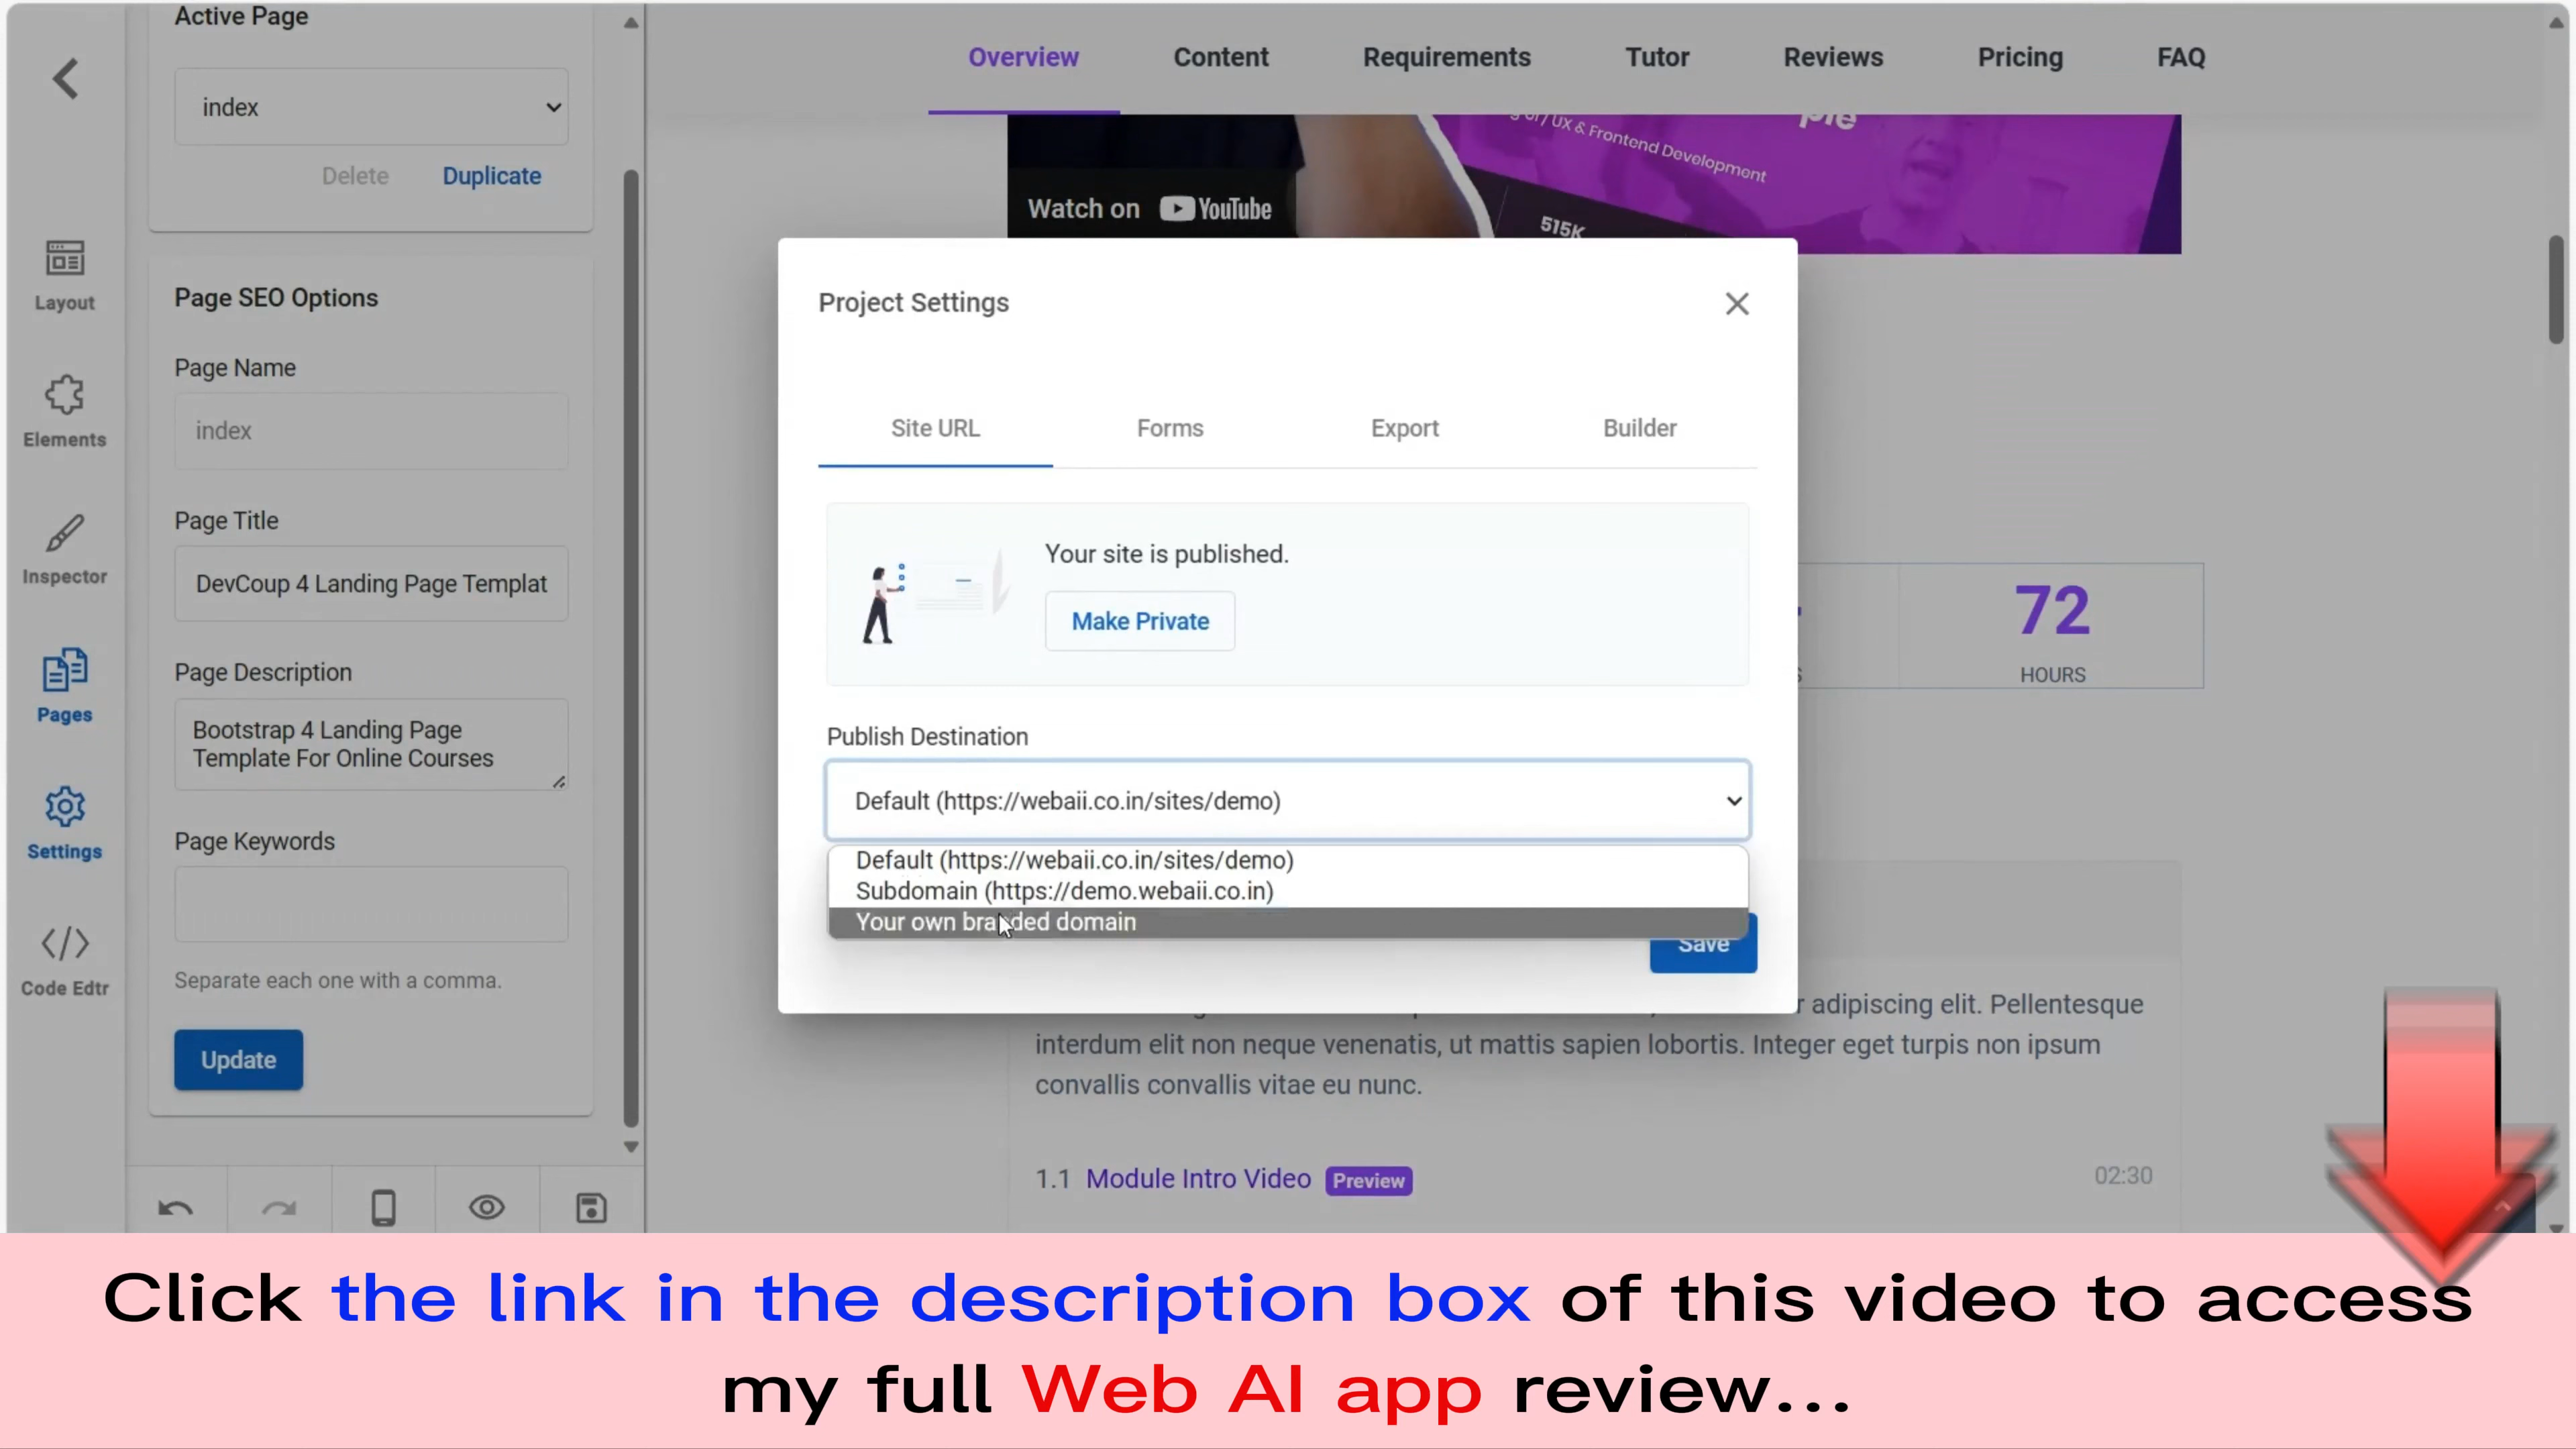 Active Page
index
Delete
Duplicate
Page SEO Options
Page Name
index
Page Title
DevCoup 4 Landing Page Templat
Page Description
Bootstrap 4 Landing Page
Template For Online Courses
Page Keywords
Separate each one with a comma.
Update
Layout
Elements
Inspector
Pages
Settings
Code Edtr
Overview
Content
Requirements
Tutor
Reviews
Pricing
FAQ
UX & Frontend Development
Watch on YouTube
515K
Project Settings
Site URL
Forms
Export
Builder
Your site is published.
Make Private
Publish Destination
Default (https://webaii.co.in/sites/demo)
Default (https://webaii.co.in/sites/demo)
Subdomain (https://demo.webaii.co.in)
Your own branded domain
Save
72
HOURS
adipiscing elit. Pellentesque
interdum elit non neque venenatis, ut mattis sapien lobortis. Integer eget turpis non ipsum
convallis convallis vitae eu nunc.
1.1 Module Intro Video Preview 02:30
Click the link in the description box of this video to access
my full Web AI app review...